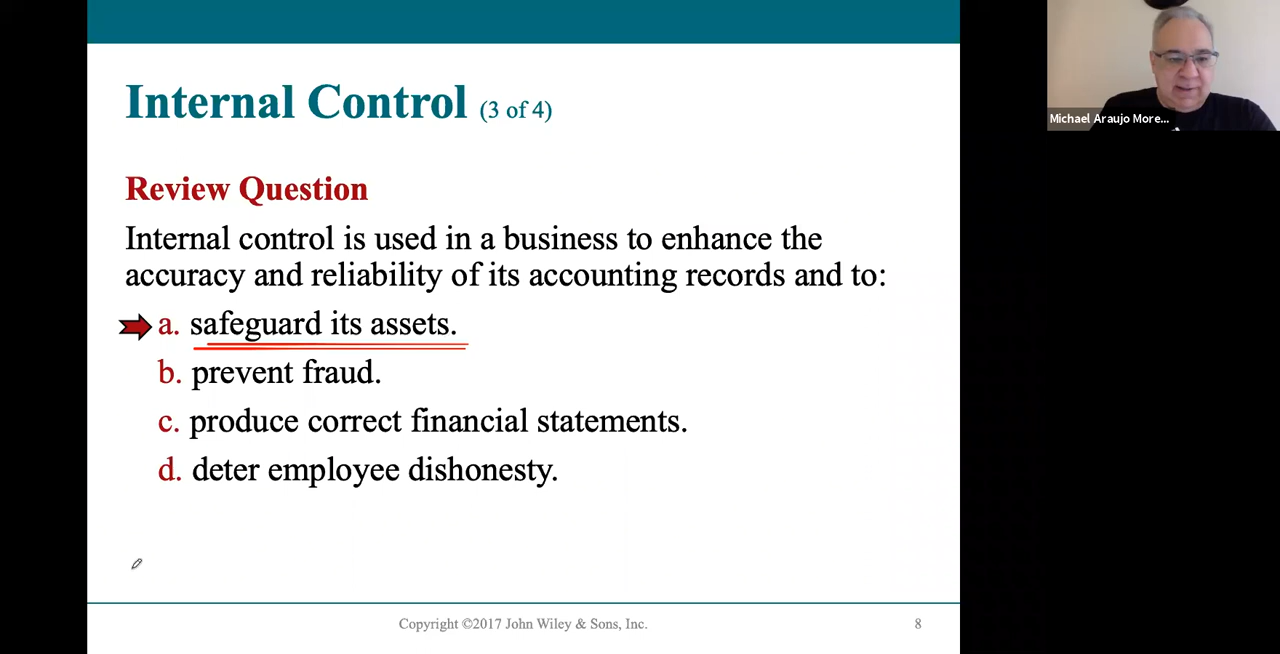 Internal Control (3 of 4)
Michael Araujo More...
Review Question
Internal control is used in a business to enhance the
accuracy and reliability of its accounting records and to:
a. safeguard its assets.
b. prevent fraud.
c. produce correct financial statements.
d. deter employee dishonesty.
Copyright ©2017 John Wiley & Sons, Inc.
8